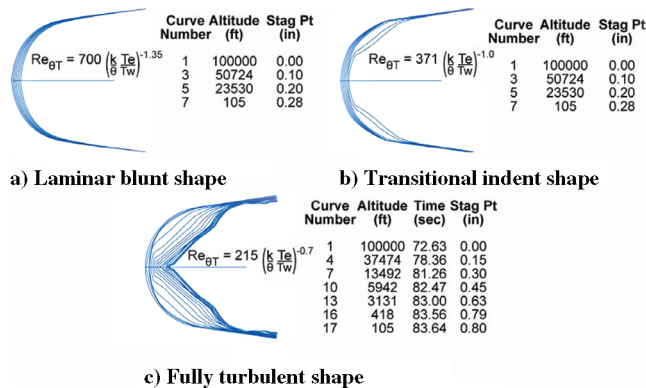 Re_θT = 700 (k/θ Te/Tw)^-1.35
Curve Altitude Stag Pt
Number (ft) (in)
1 100000 0.00
3 50724 0.10
5 23530 0.20
7 105 0.28
a) Laminar blunt shape
Re_θT = 371 (k/θ Te/Tw)^-1.0
Curve Altitude Stag Pt
Number (ft) (in)
1 100000 0.00
3 50724 0.10
5 23530 0.20
7 105 0.28
b) Transitional indent shape
Re_θT = 215 (k/θ Te/Tw)^-0.7
Curve Altitude Time Stag Pt
Number (ft) (sec) (in)
1 100000 72.63 0.00
4 37474 78.36 0.15
7 13492 81.26 0.30
10 5942 82.47 0.45
13 3131 83.00 0.63
16 418 83.56 0.79
17 105 83.64 0.80
c) Fully turbulent shape